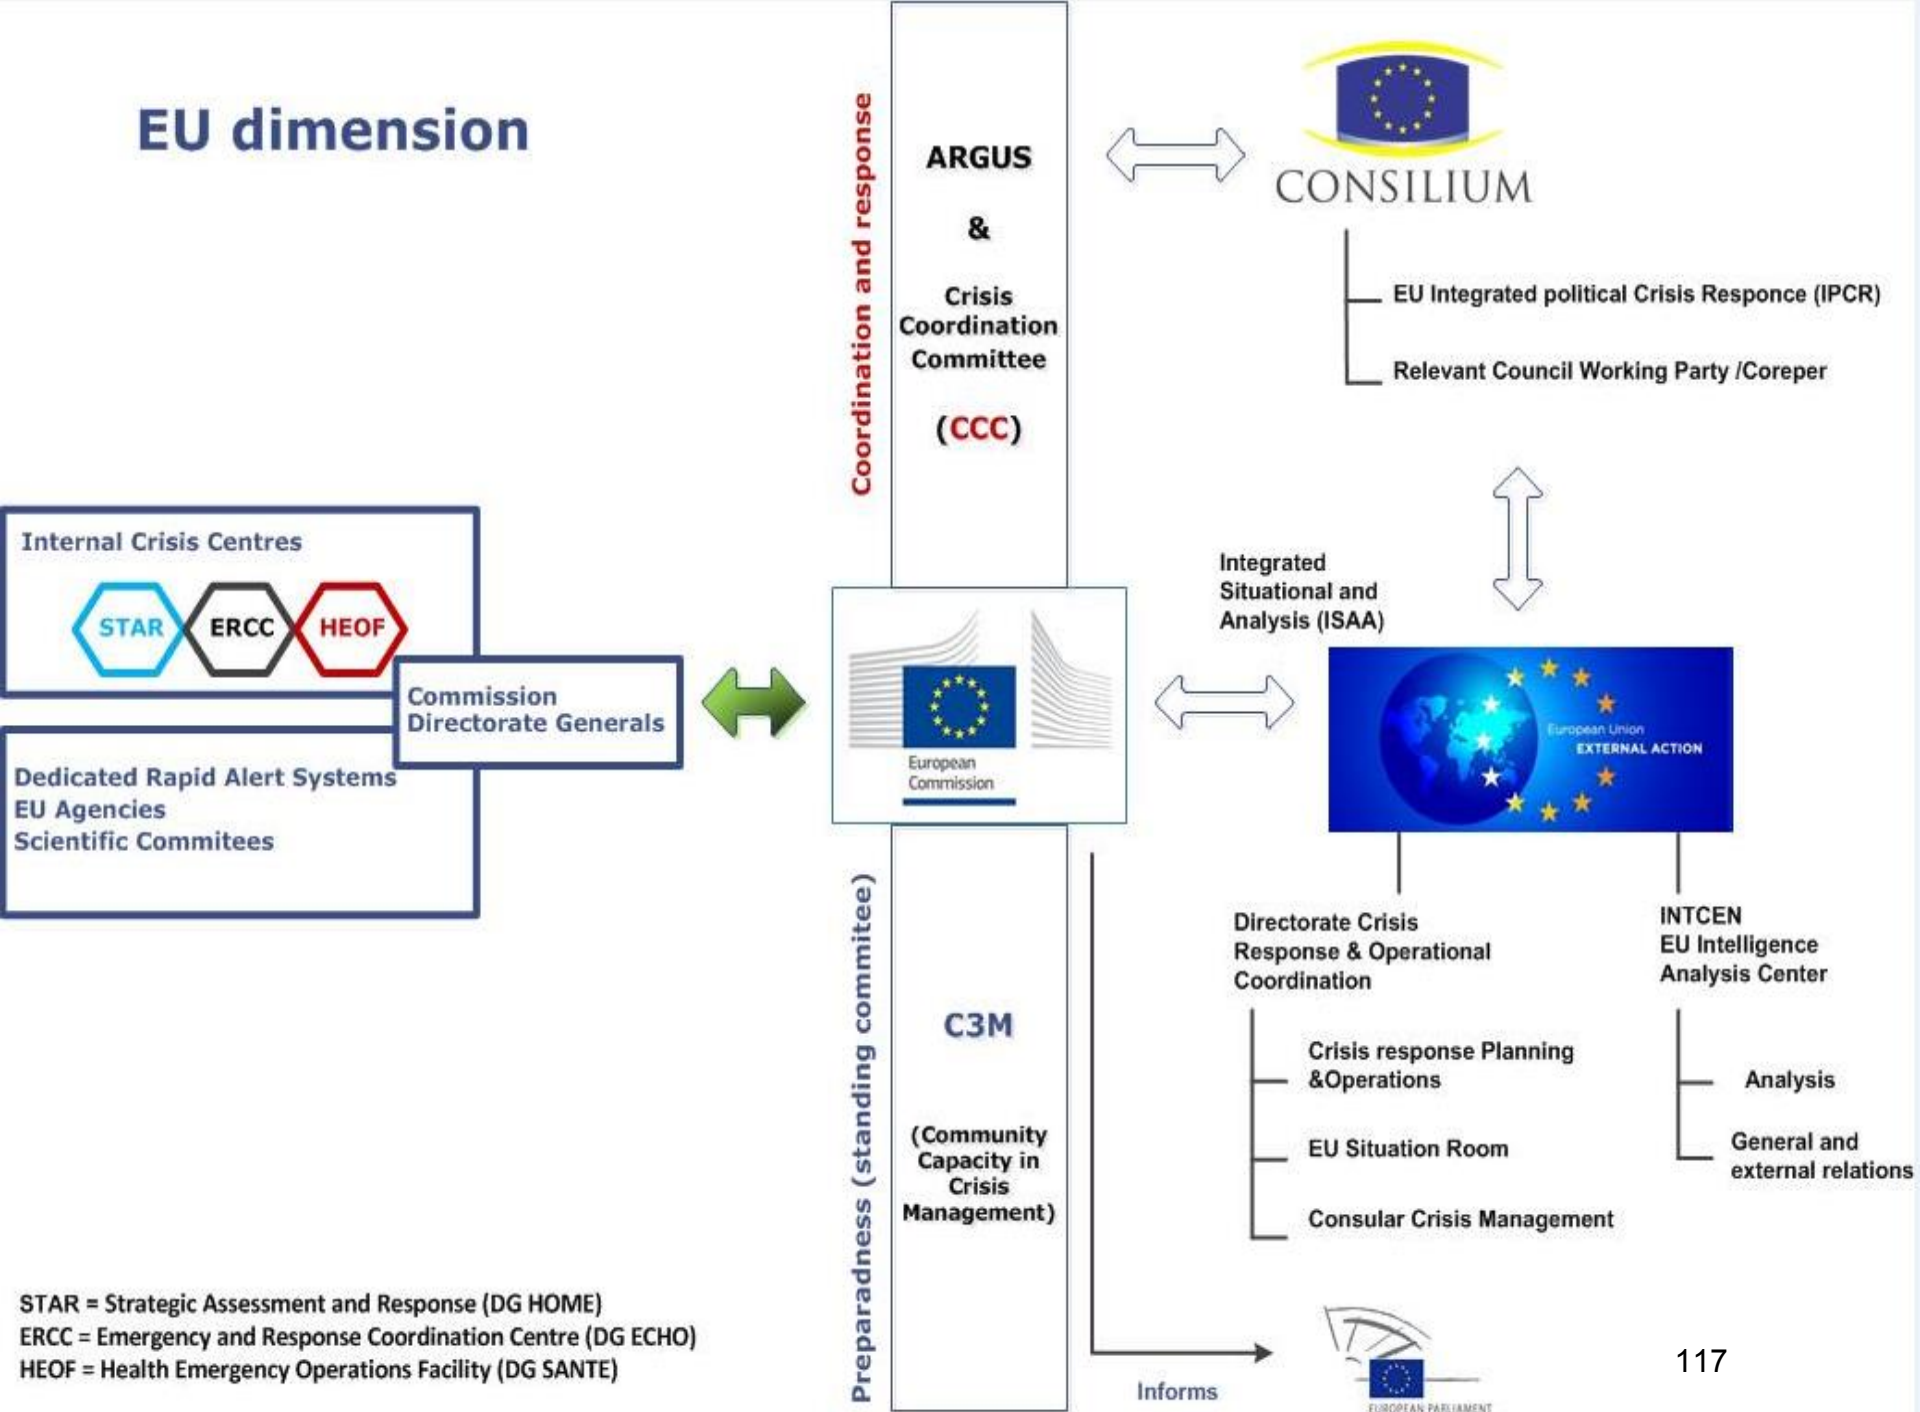 EU dimension
Coordination and response
ARGUS
&
Crisis
Coordination
Committee
(CCC)
CONSILIUM
EU Integrated political Crisis Responce (IPCR)
Relevant Council Working Party /Coreper
Internal Crisis Centres
STAR
ERCC
HEOF
Commission
Directorate Generals
Dedicated Rapid Alert Systems
EU Agencies
Scientific Commitees
European
Commission
Integrated
Situational and
Analysis (ISAA)
European Union
EXTERNAL ACTION
Directorate Crisis
Response & Operational
Coordination
Crisis response Planning
&Operations
EU Situation Room
Consular Crisis Management
INTCEN
EU Intelligence
Analysis Center
Analysis
General and
external relations
Preparadness (standing commitee)
C3M
(Community
Capacity in
Crisis
Management)
Informs
EUROPEAN PARLIAMENT
STAR = Strategic Assessment and Response (DG HOME)
ERCC = Emergency and Response Coordination Centre (DG ECHO)
HEOF = Health Emergency Operations Facility (DG SANTE)
117